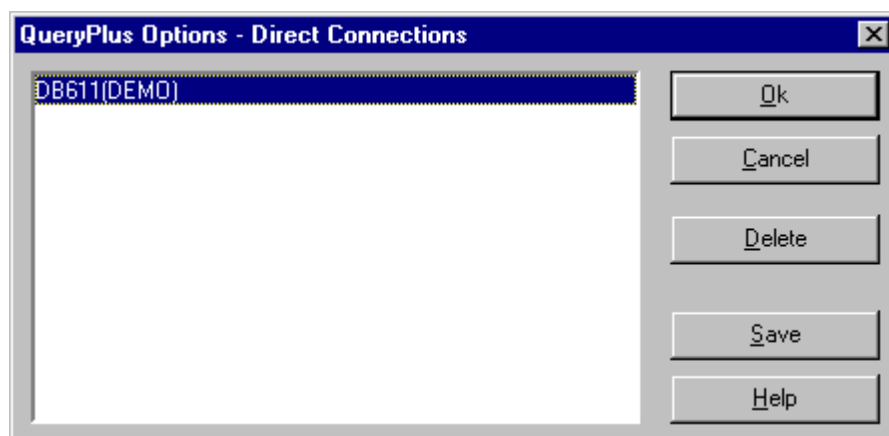 QueryPlus Options - Direct Connections
DB611(DEMO)
Ok
Cancel
Delete
Save
Help